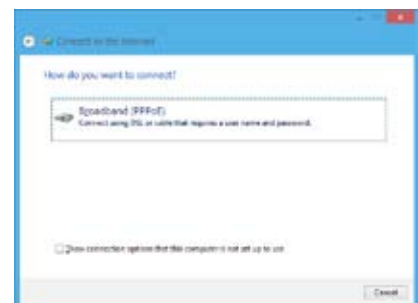 Connect to the Internet
How do you want to connect?
Broadband (PPPoE)
Connect using DSL or cable that requires a user name and password.
Show connection options that this computer is not set up to use
Cancel